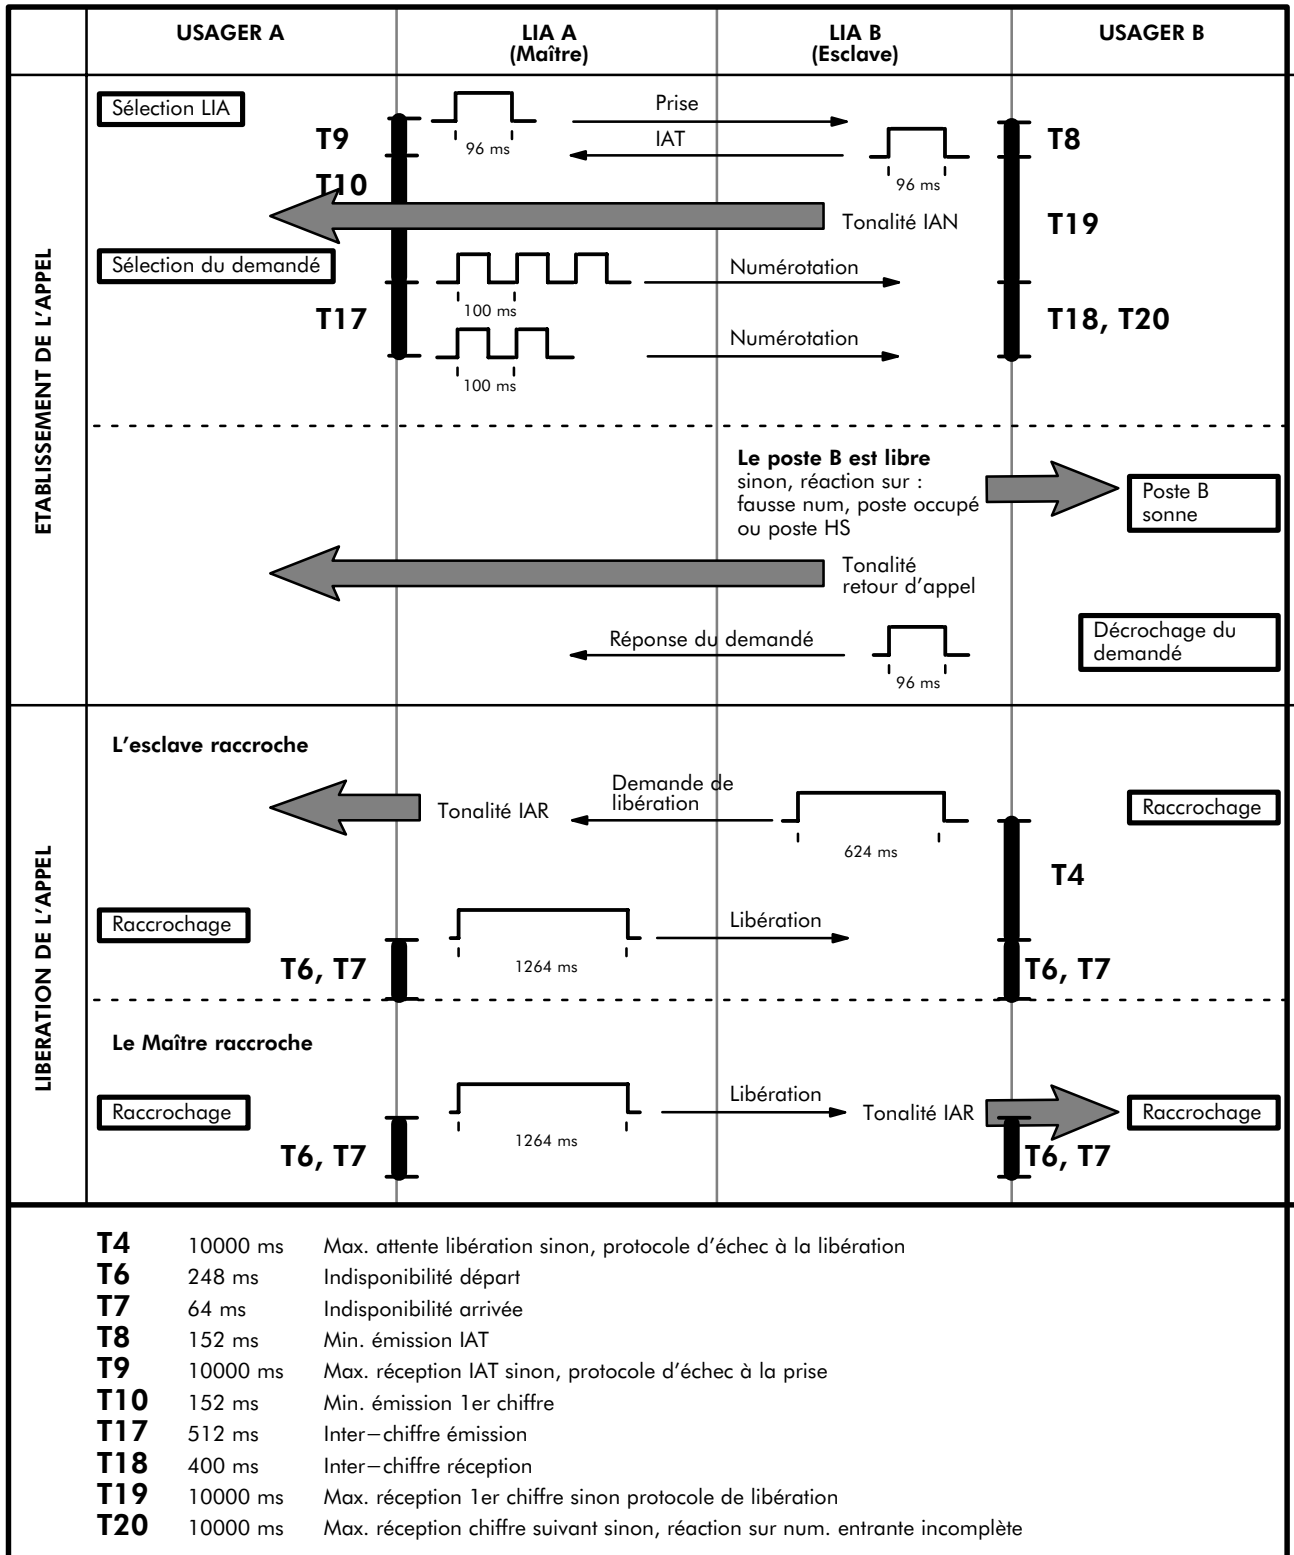 USAGER A
LIA A
(Maître)
LIA B
(Esclave)
USAGER B
ETABLISSEMENT DE L'APPEL
Sélection LIA
Prise
T9
96 ms
IAT
T8
T10
96 ms
Tonalité IAN
T19
Sélection du demandé
Numérotation
100 ms
T17
T18, T20
Numérotation
100 ms
Le poste B est libre
sinon, réaction sur :
fausse num, poste occupé
ou poste HS
Poste B
sonne
Tonalité
retour d'appel
Réponse du demandé
96 ms
Décrochage du
demandé
LIBERATION DE L'APPEL
L'esclave raccroche
Tonalité IAR
Demande de
libération
624 ms
Raccrochage
T4
Raccrochage
Libération
1264 ms
T6, T7
T6, T7
Le Maître raccroche
Raccrochage
Libération
Tonalité IAR
Raccrochage
1264 ms
T6, T7
T6, T7
T4 10000 ms Max. attente libération sinon, protocole d'échec à la libération
T6 248 ms Indisponibilité départ
T7 64 ms Indisponibilité arrivée
T8 152 ms Min. émission IAT
T9 10000 ms Max. réception IAT sinon, protocole d'échec à la prise
T10 152 ms Min. émission 1er chiffre
T17 512 ms Inter−chiffre émission
T18 400 ms Inter−chiffre réception
T19 10000 ms Max. réception 1er chiffre sinon protocole de libération
T20 10000 ms Max. réception chiffre suivant sinon, réaction sur num. entrante incomplète